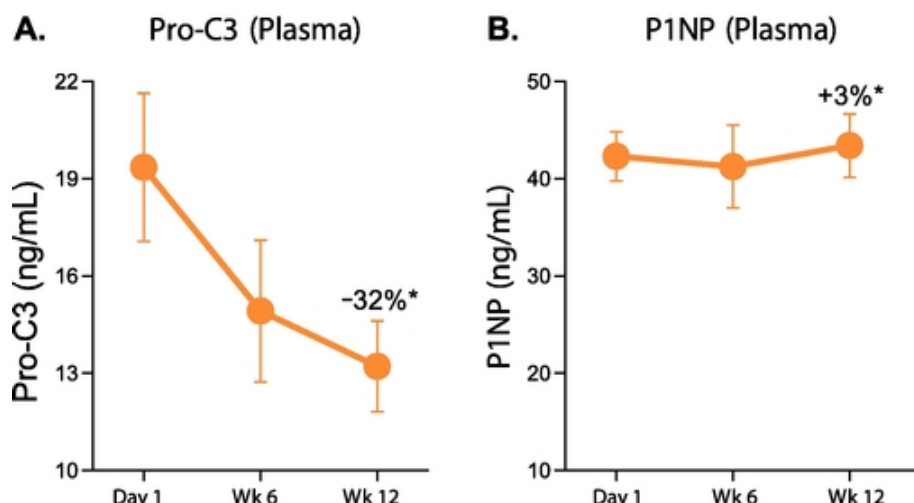 A. Pro-C3 (Plasma)
Pro-C3 (ng/mL)
22
19
16
13
10
-32%*
Day 1 Wk 6 Wk 12
B. P1NP (Plasma)
P1NP (ng/mL)
50
40
30
20
10
+3%*
Day 1 Wk 6 Wk 12